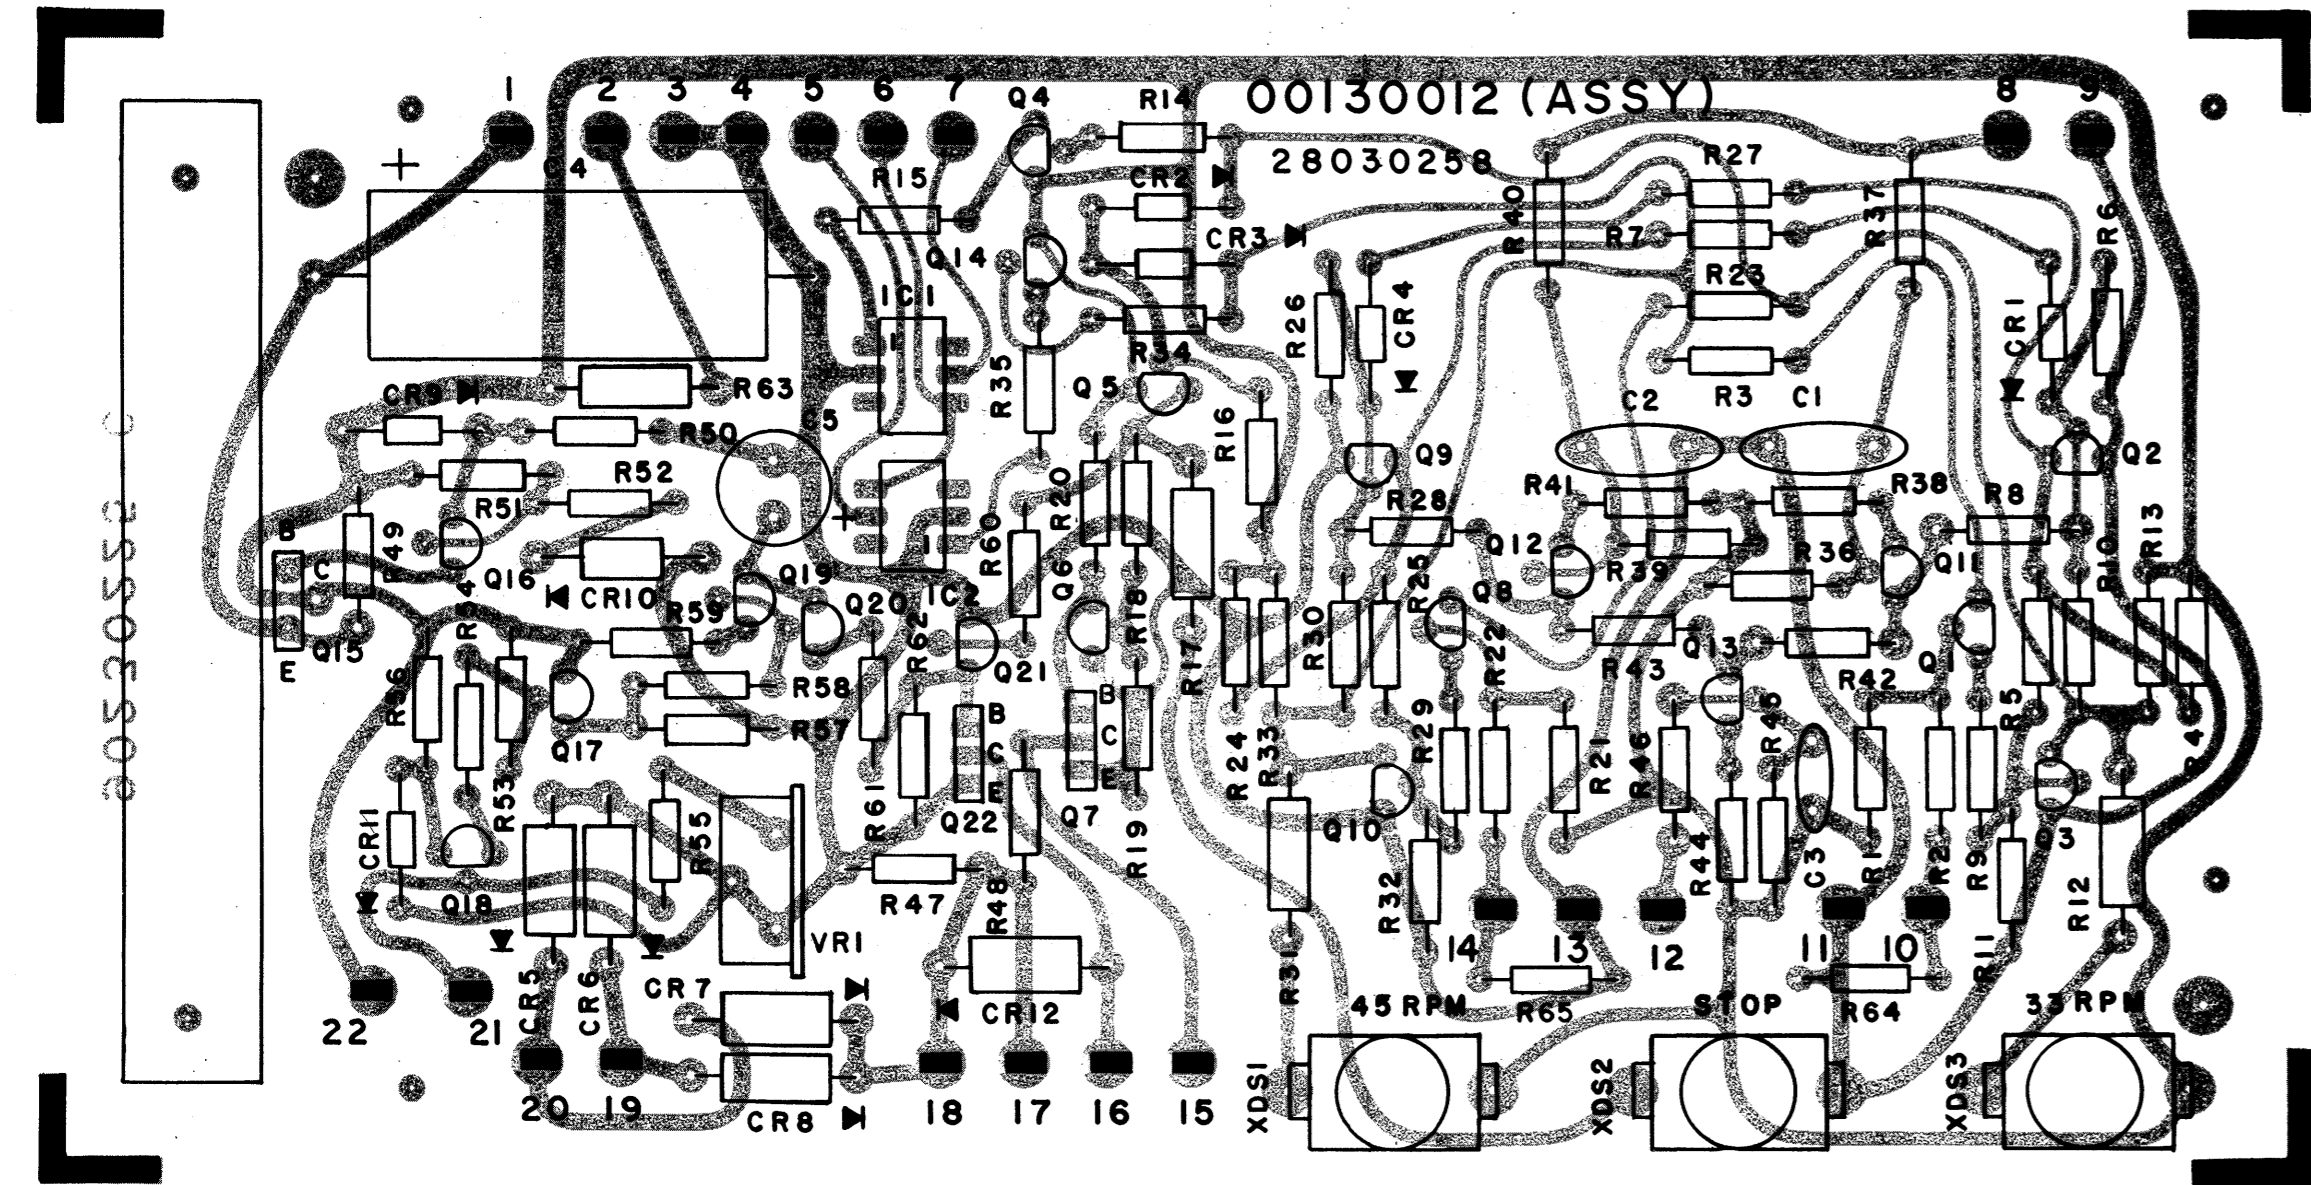 1 2 3 4 5 6 7 Q4 R14 00130012 (ASSY) 8 9
28030258
C4 R15 CR2 R27
R40 R37 R6
Q14 CR3 R7
IC1 R23
R26 CR4 CR1
R34
CR9 R63 R35 Q5 C2 R3 C1
R50 C5 R16 Q9 Q2
R51 R52 R20 R28 R41 R38 R8
B R49 R60 R13
C Q16 CR10 Q19 IC2 Q6 R25 Q12 R39 R36 Q11 R10
R54 R59 Q20 R62 R18 Q8
Q15 Q21 R17 R30 R22 R43 Q13 R42 Q1
E R56 R58 B B R5
Q17 R57 C C R29 R45
R53 E E R24 R33 R21 R46 R4
CR11 R55 R61 Q22 Q7 R19 Q10 R44 C3 R1 R2 R9 Q3
Q18 R47 R48 R32 R12
VR1 14 13 12 11 10
22 21 CR5 CR6 CR7 CR12 R31 45 RPM R65 STOP R64 R11 33 RPM
20 19 CR8 18 17 16 15 XDS1 XDS2 XDS3
2052022 C